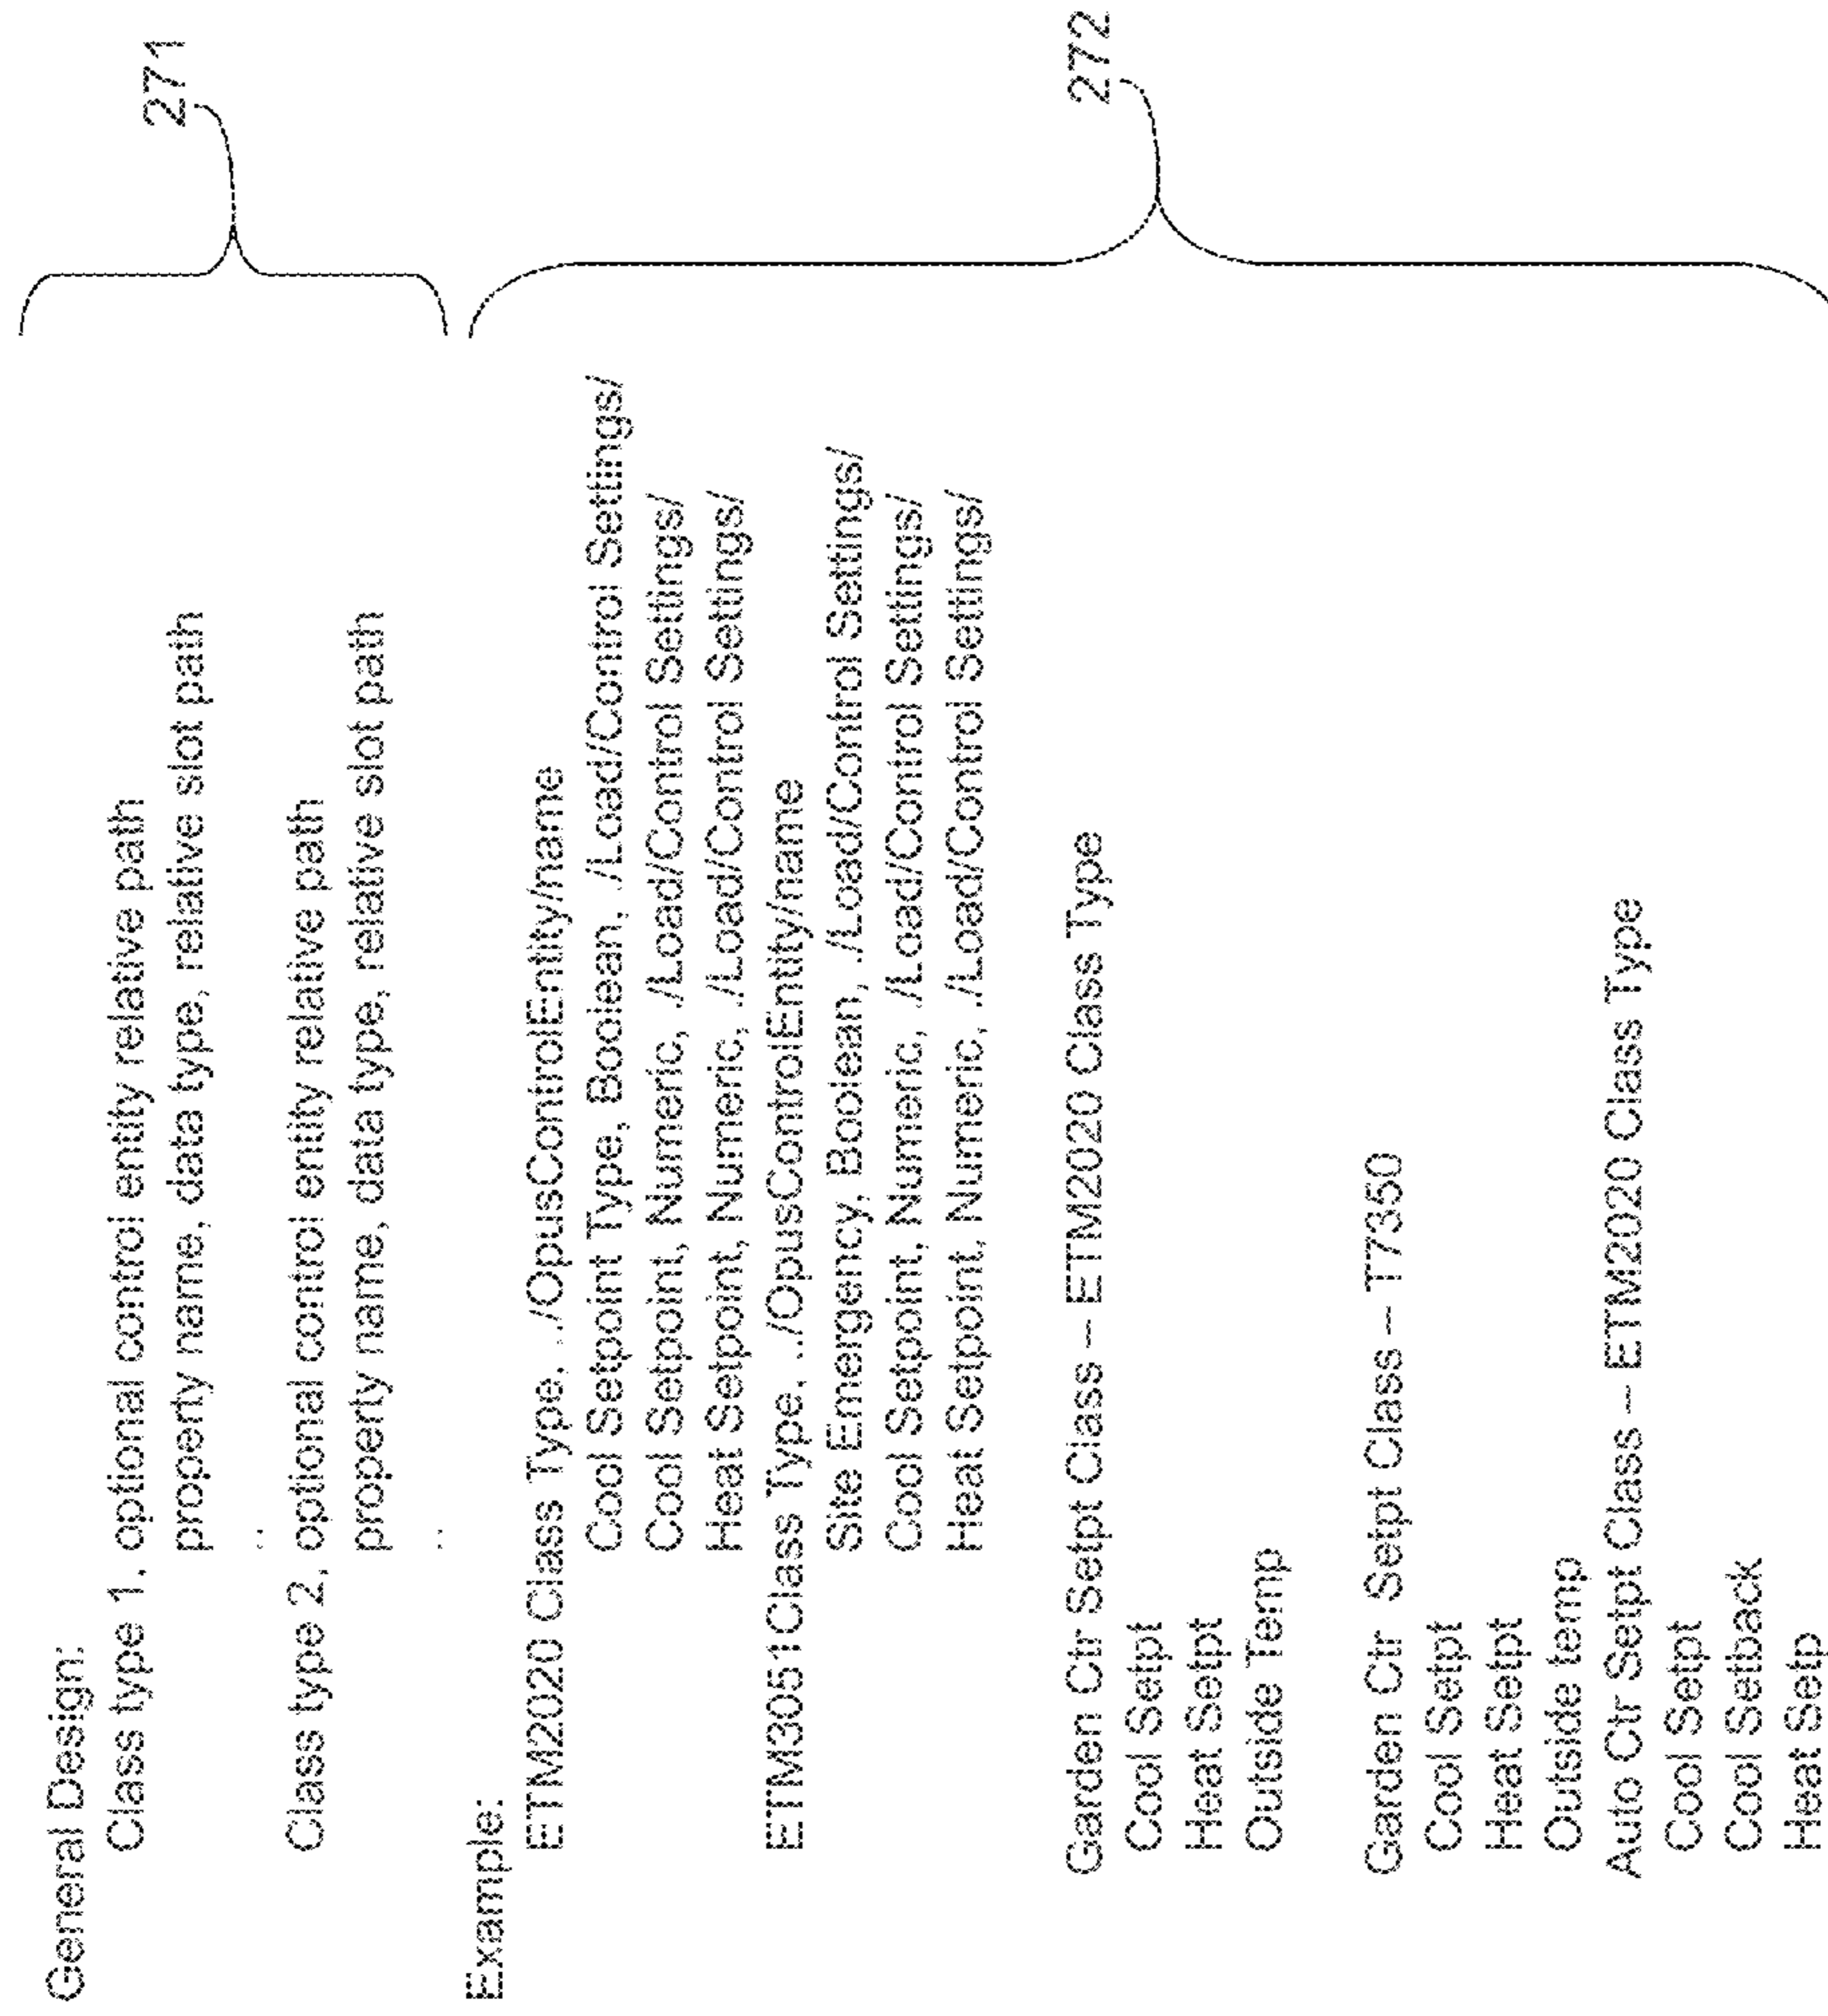 General Design:
Class type 1, optional control entity relative path
property name, data type, relative slot path
..
Class type 2, optional control entity relative path
property name, data type, relative slot path
..
271
Example:
ETM2020 Class Type, ../OpusControlEntity/name
Cool Setpoint Type, Boolean, ./Load/Control Settings/
Cool Setpoint, Numeric, ./Load/Control Settings/
Heat Setpoint, Numeric, ./Load/Control Settings/
ETM3051Class Type, ../OpusControlEntity/name
Site Emergency, Boolean, ./Load/Control Settings/
Cool Setpoint, Numeric, ./Load/Control Settings/
Heat Setpoint, Numeric, ./Load/Control Settings/
272
Garden Ctr Setpt Class – ETM2020 Class Type
Cool Setpt
Heat Setpt
Outside Temp
Garden Ctr Setpt Class – T7350
Cool Setpt
Heat Setpt
Outside temp
Auto Ctr Setpt Class – ETM2020 Class Type
Cool Setpt
Cool Setback
Heat Setp